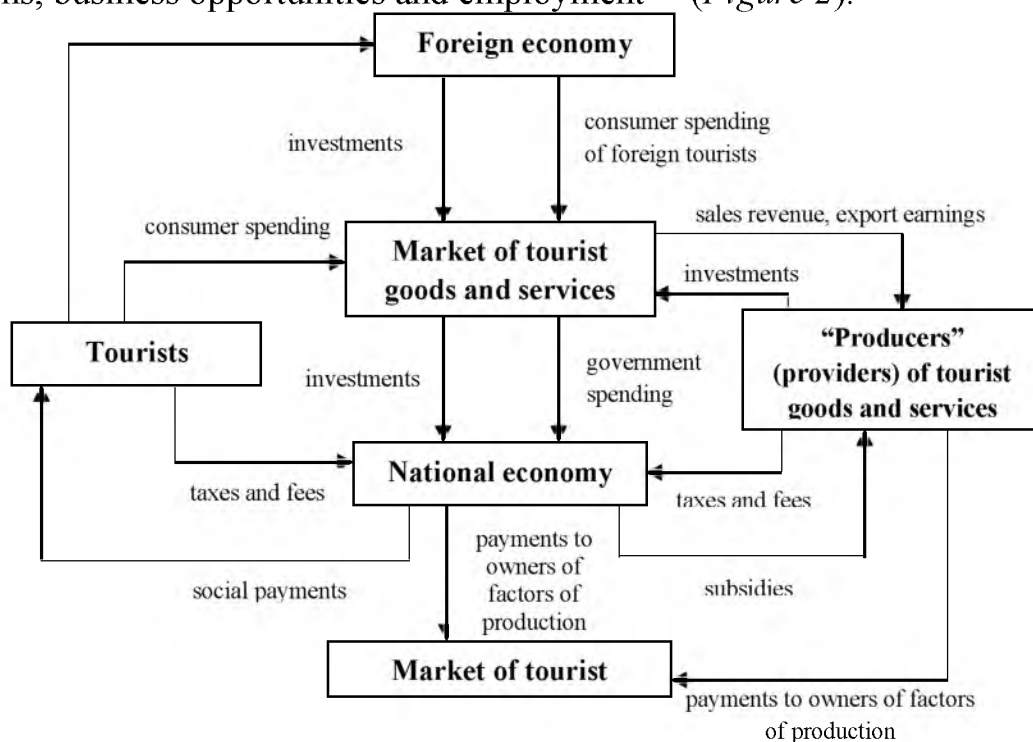 ns, business opportunities and employment (Figure 2).
Foreign economy
investments
consumer spending
of foreign tourists
consumer spending
sales revenue, export earnings
Market of tourist
goods and services
investments
Tourists
“Producers”
(providers) of tourist
goods and services
investments
government
spending
National economy
taxes and fees
taxes and fees
social payments
payments to
owners of
factors of
production
subsidies
Market of tourist
payments to owners of factors
of production